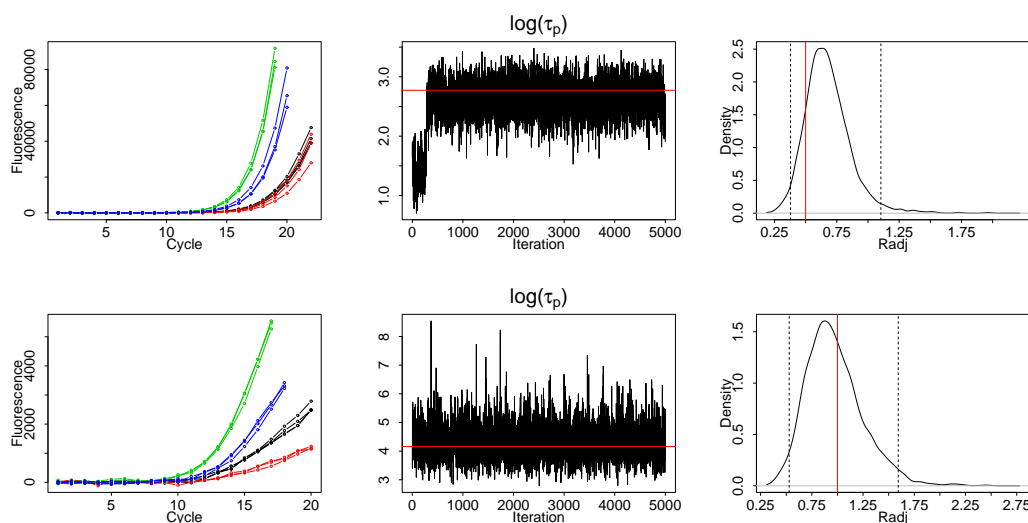 log(τp)
Fluorescence
0 40000 80000
5 10 15 20
Cycle
1.0 2.0 3.0
0 1000 2000 3000 4000 5000
Iteration
Density
0.0 0.5 1.0 1.5 2.0 2.5
0.25 0.75 1.25 1.75
Radj
log(τp)
Fluorescence
0 2000 4000
5 10 15 20
Cycle
3 4 5 6 7 8
0 1000 2000 3000 4000 5000
Iteration
Density
0.0 0.5 1.0 1.5
0.25 0.75 1.25 1.75 2.25 2.75
Radj